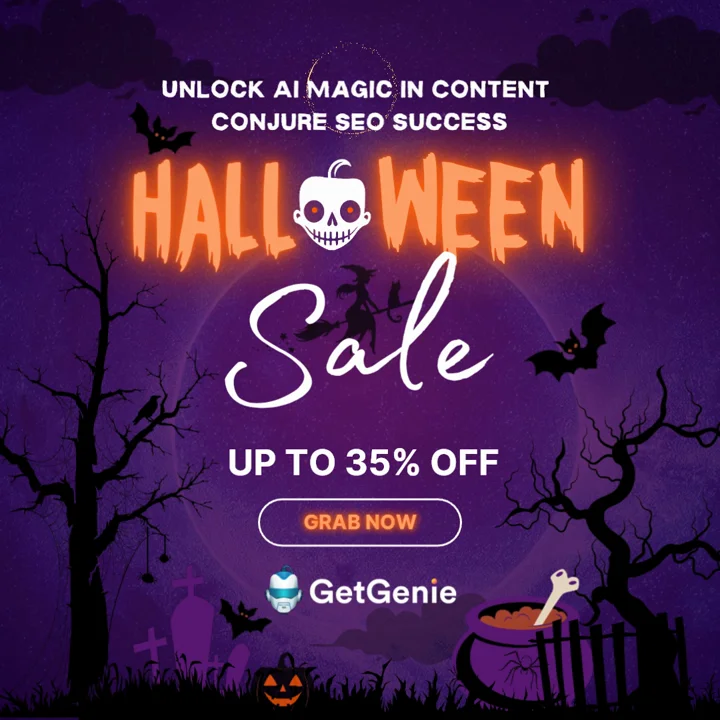 UNLOCK AI MAGIC IN CONTENT
CONJURE SEO SUCCESS
HALLOWEEN
Sale
UP TO 35% OFF
GRAB NOW
GetGenie